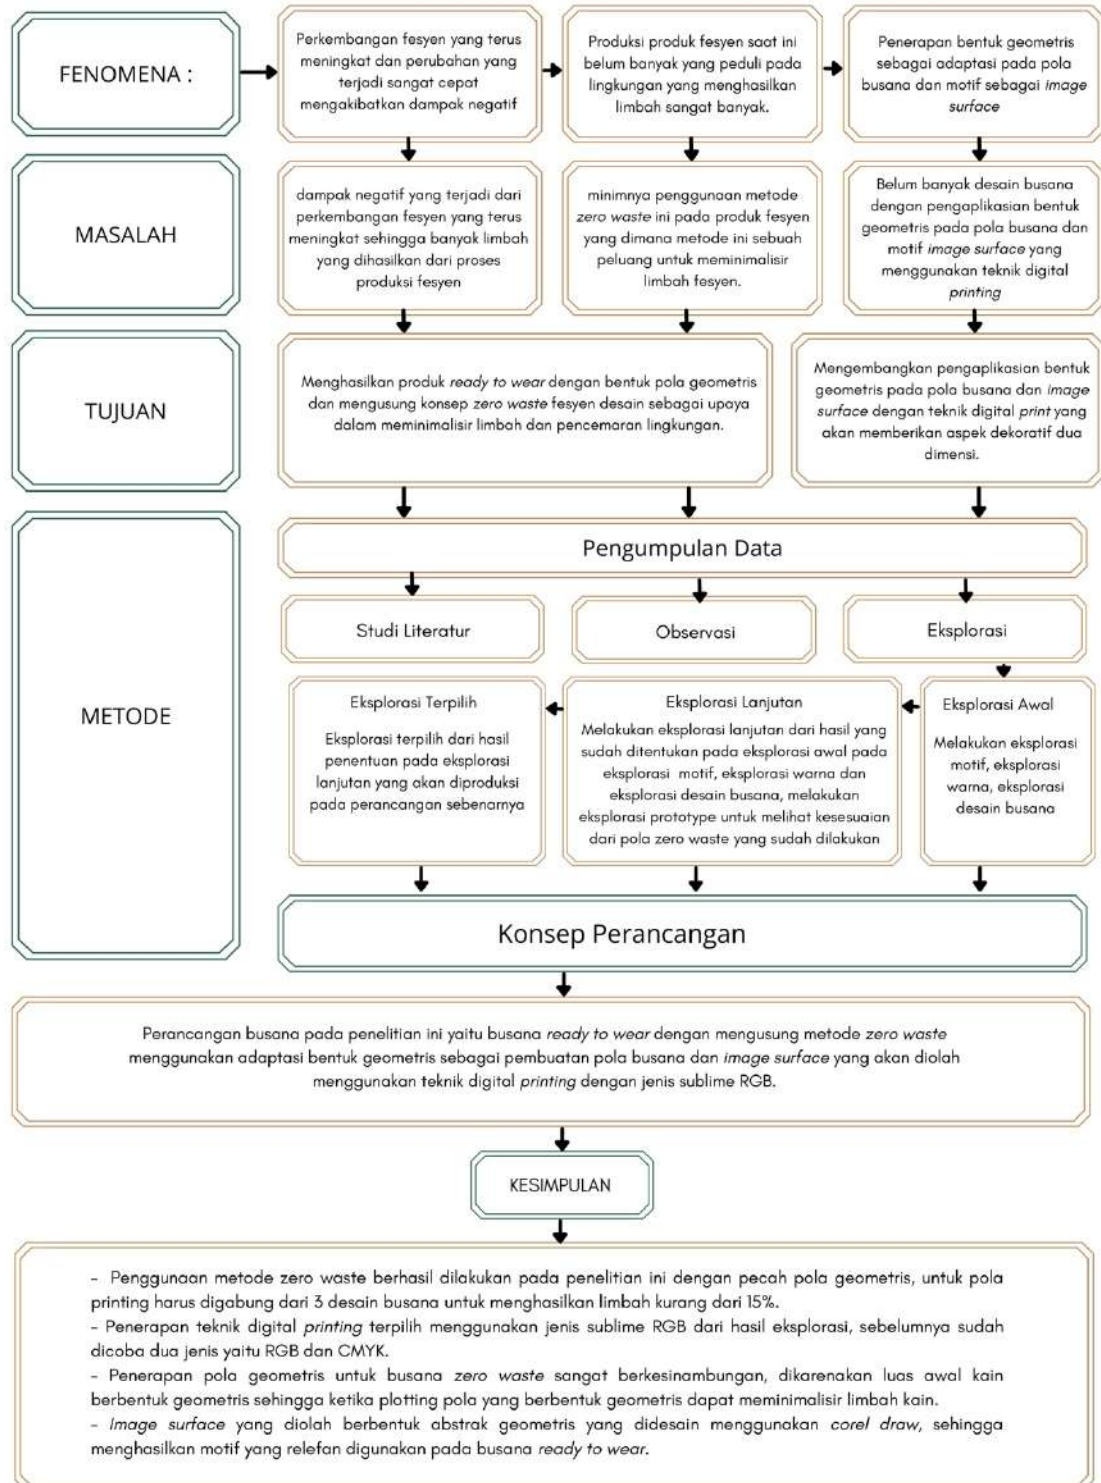 FENOMENA :
Perkembangan fesyen yang terus
meningkat dan perubahan yang
terjadi sangat cepat
mengakibatkan dampak negatif
Produksi produk fesyen saat ini
belum banyak yang peduli pada
lingkungan yang menghasilkan
limbah sangat banyak.
Penerapan bentuk geometris
sebagai adaptasi pada pola
busana dan motif sebagai image
surface
MASALAH
dampak negatif yang terjadi dari
perkembangan fesyen yang terus
meningkat sehingga banyak limbah
yang dihasilkan dari proses
produksi fesyen
minimnya penggunaan metode
zero waste ini pada produk fesyen
yang dimana metode ini sebuah
peluang untuk meminimalisir
limbah fesyen.
Belum banyak desain busana
dengan pengaplikasian bentuk
geometri pada pola busana dan
motif image surface yang
menggunakan teknik digital
printing
TUJUAN
Menghasilkan produk ready to wear dengan bentuk pola geometris
dan mengusung konsep zero waste fesyen desain sebagai upaya
dalam meminimalisir limbah dan pencemaran lingkungan.
Mengembangkan pengaplikasian bentuk
geometris pada pola busana dan image
surface dengan teknik digital print yang
akan memberikan aspek dekoratif dua
dimensi.
METODE
Pengumpulan Data
Studi Literatur
Observasi
Eksplorasi
Eksplorasi Terpilih
Eksplorasi terpilih dari hasil
penentuan pada eksplorasi
lanjutan yang akan diproduksi
pada perancangan sebenarnya
Eksplorasi Lanjutan
Melakukan eksplorasi lanjutan dari hasil yang
sudah ditentukan pada eksplorasi awal pada
eksplorasi motif, eksplorasi warna dan
eksplorasi desain busana, melakukan
eksplorasi prototype untuk melihat kesesuaian
dari pola zero waste yang sudah dilakukan
Eksplorasi Awal
Melakukan eksplorasi
motif, eksplorasi
warna, eksplorasi
desain busana
Konsep Perancangan
Perancangan busana pada penelitian ini yaitu busana ready to wear dengan mengusung metode zero waste
menggunakan adaptasi bentuk geometris sebagai pembuatan pola busana dan image surface yang akan diolah
menggunakan teknik digital printing dengan jenis sublime RGB.
KESIMPULAN
- Penggunaan metode zero waste berhasil dilakukan pada penelitian ini dengan pecah pola geometris, untuk pola
printing harus digabung dari 3 desain busana untuk menghasilkan limbah kurang dari 15%.
- Penerapan teknik digital printing terpilih menggunakan jenis sublime RGB dari hasil eksplorasi, sebelumnya sudah
dicoba dua jenis yaitu RGB dan CMYK.
- Penerapan pola geometris untuk busana zero waste sangat berkesinambungan, dikarenakan luas awal kain
berbentuk geometris sehingga ketika plotting pola yang berbentuk geometris dapat meminimalisir limbah kain.
- Image surface yang diolah berbentuk abstrak geometris yang didesain menggunakan corel draw, sehingga
menghasilkan motif yang relefan digunakan pada busana ready to wear.